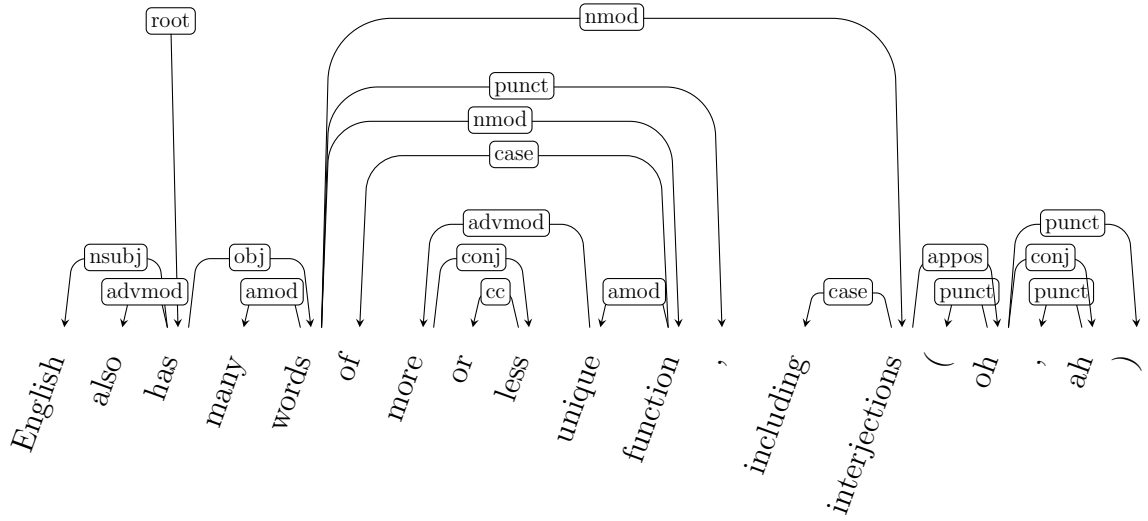 root nmod
punct
nmod
case
advmod punct
nsubj obj conj appos conj
advmod amod cc amod case punct punct
English also has many words of more or less unique function , including interjections ( oh , ah )